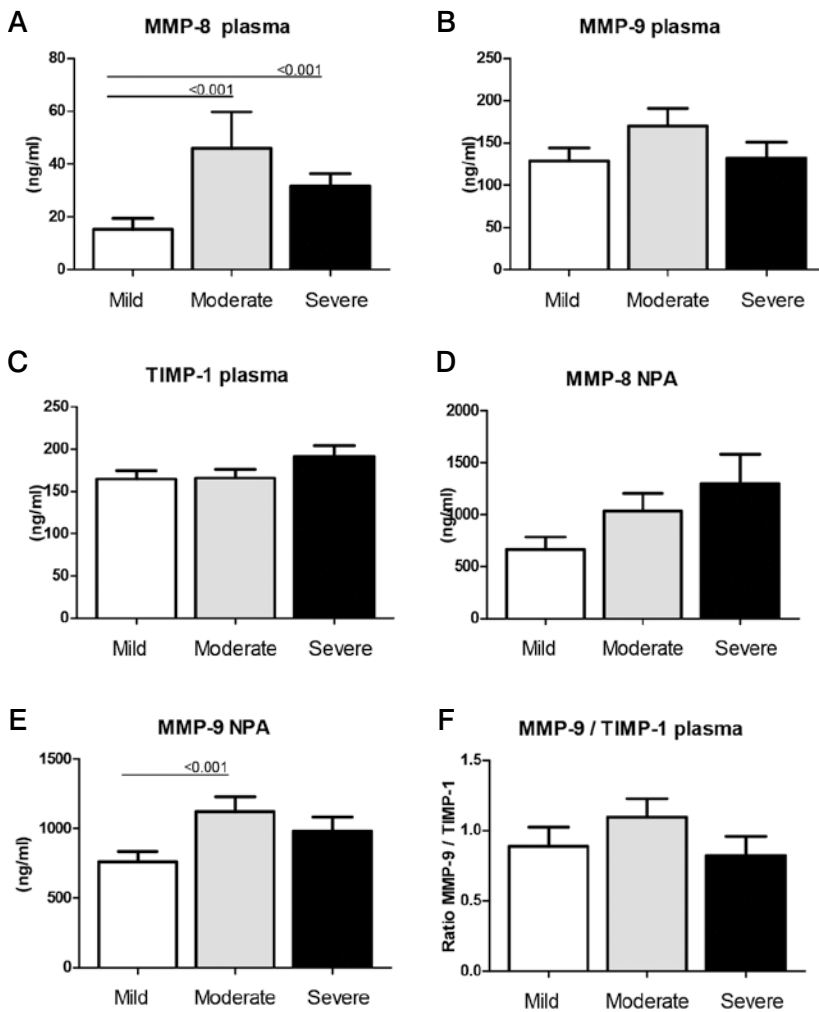 A
MMP-8 plasma
(ng/ml)
80
60
40
20
0
<0.001
<0.001
Mild Moderate Severe
B
MMP-9 plasma
(ng/ml)
250
200
150
100
50
0
Mild Moderate Severe
C
TIMP-1 plasma
(ng/ml)
250
200
150
100
50
0
Mild Moderate Severe
D
MMP-8 NPA
(ng/ml)
2000
1500
1000
500
0
Mild Moderate Severe
E
MMP-9 NPA
(ng/ml)
1500
1000
500
0
<0.001
Mild Moderate Severe
F
MMP-9 / TIMP-1 plasma
Ratio MMP-9 / TIMP-1
1.5
1.0
0.5
0.0
Mild Moderate Severe